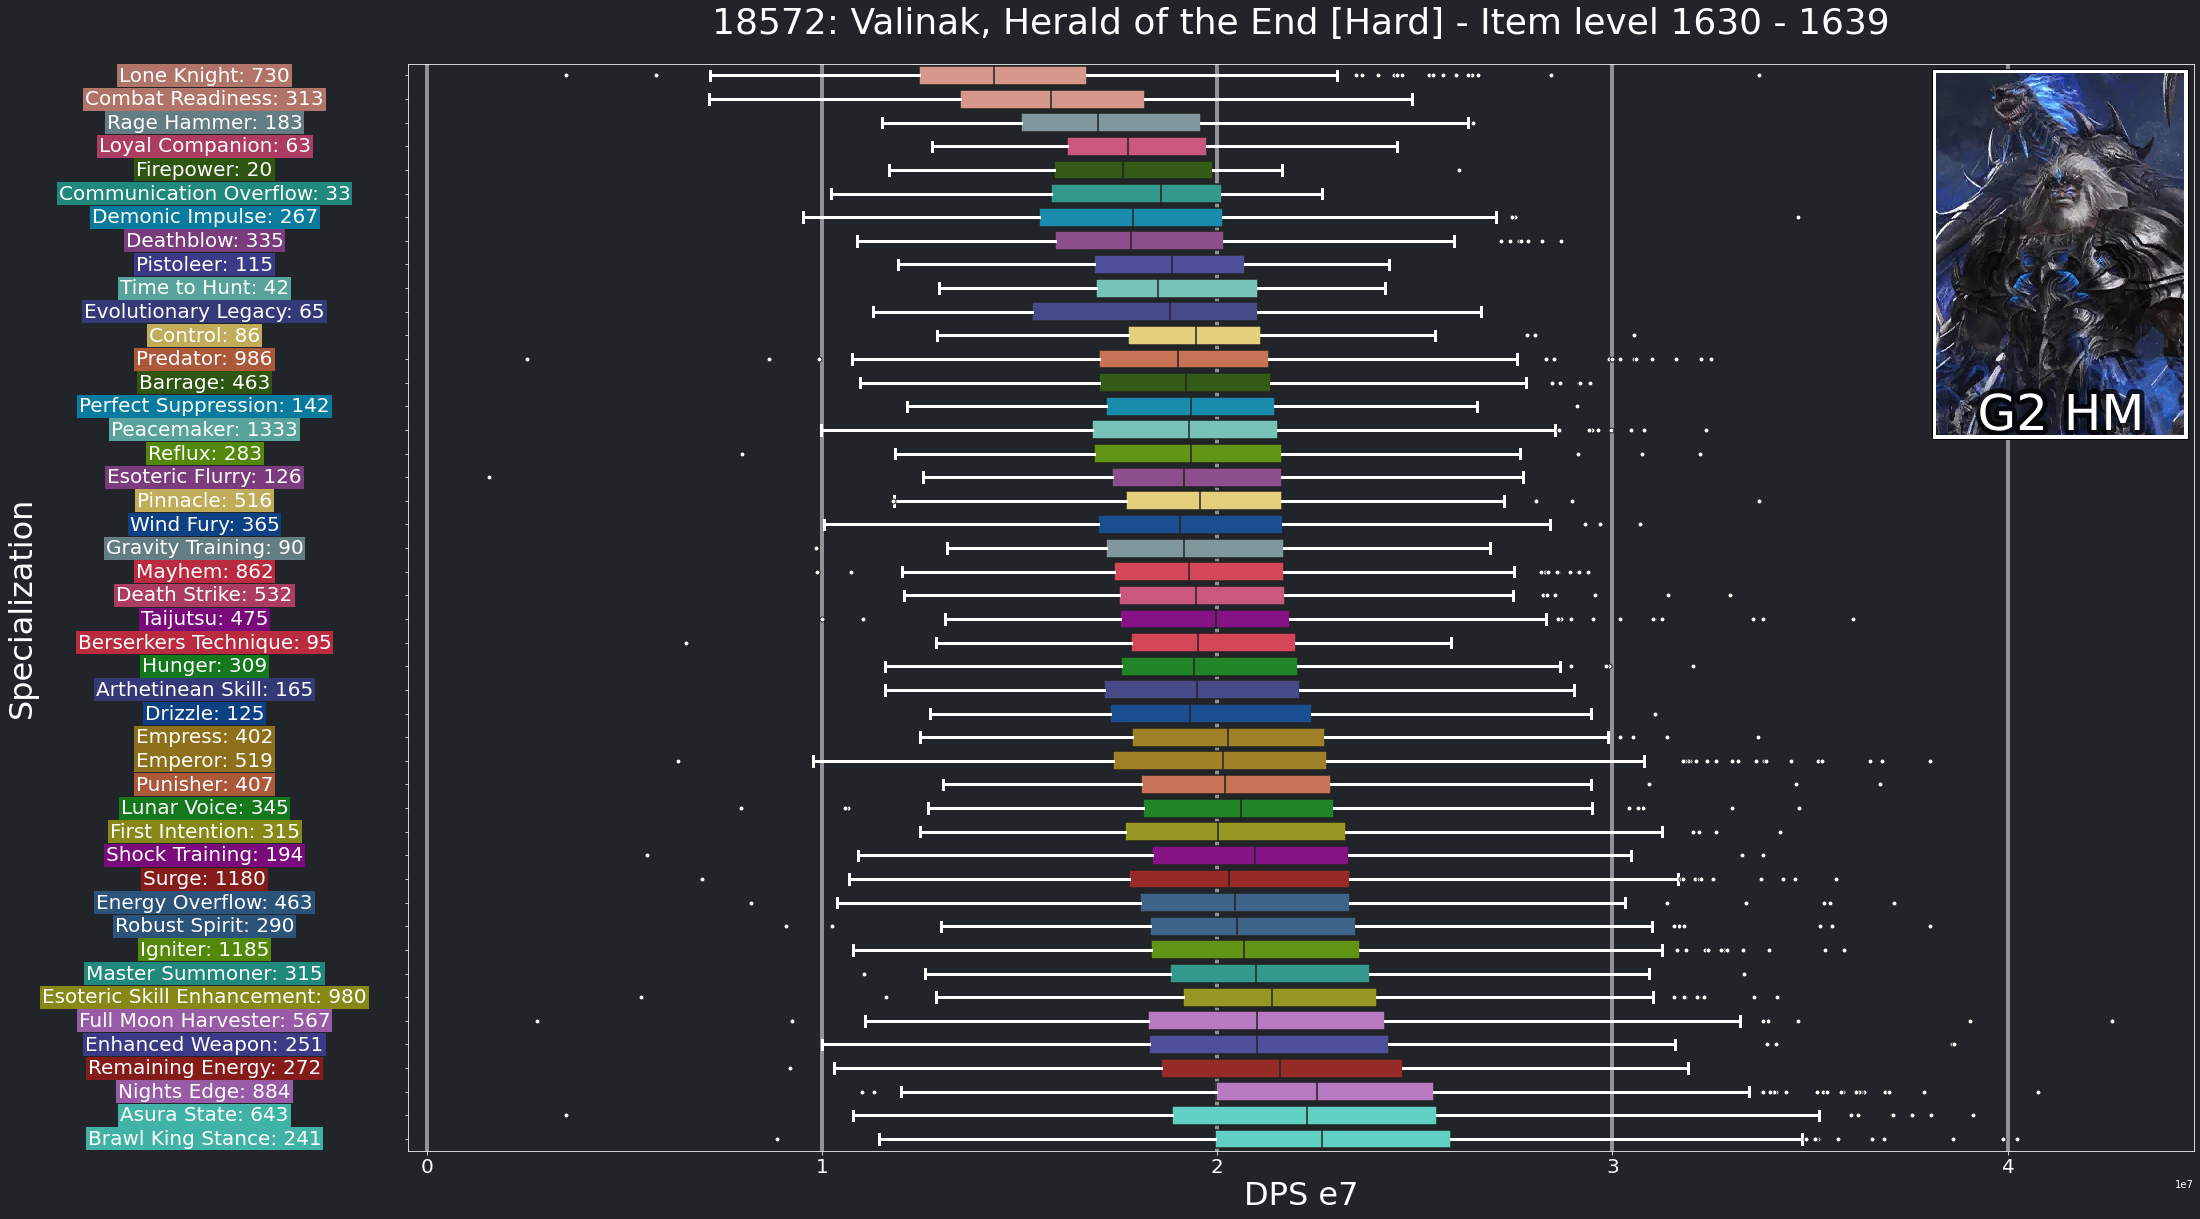 18572: Valinak, Herald of the End [Hard] - Item level 1630 - 1639
Lone Knight: 730
Combat Readiness: 313
Rage Hammer: 183
Loyal Companion: 63
Firepower: 20
Communication Overflow: 33
Demonic Impulse: 267
Deathblow: 335
Pistoleer: 115
Time to Hunt: 42
Evolutionary Legacy: 65
Control: 86
Predator: 986
Barrage: 463
Perfect Suppression: 142
Peacemaker: 1333
Reflux: 283
Esoteric Flurry: 126
Pinnacle: 516
Wind Fury: 365
Gravity Training: 90
Mayhem: 862
Death Strike: 532
Taijutsu: 475
Berserkers Technique: 95
Hunger: 309
Arthetinean Skill: 165
Drizzle: 125
Empress: 402
Emperor: 519
Punisher: 407
Lunar Voice: 345
First Intention: 315
Shock Training: 194
Surge: 1180
Energy Overflow: 463
Robust Spirit: 290
Igniter: 1185
Master Summoner: 315
Esoteric Skill Enhancement: 980
Full Moon Harvester: 567
Enhanced Weapon: 251
Remaining Energy: 272
Nights Edge: 884
Asura State: 643
Brawl King Stance: 241
Specialization
G2 HM
0 1 2 3 4
DPS e7
1e7